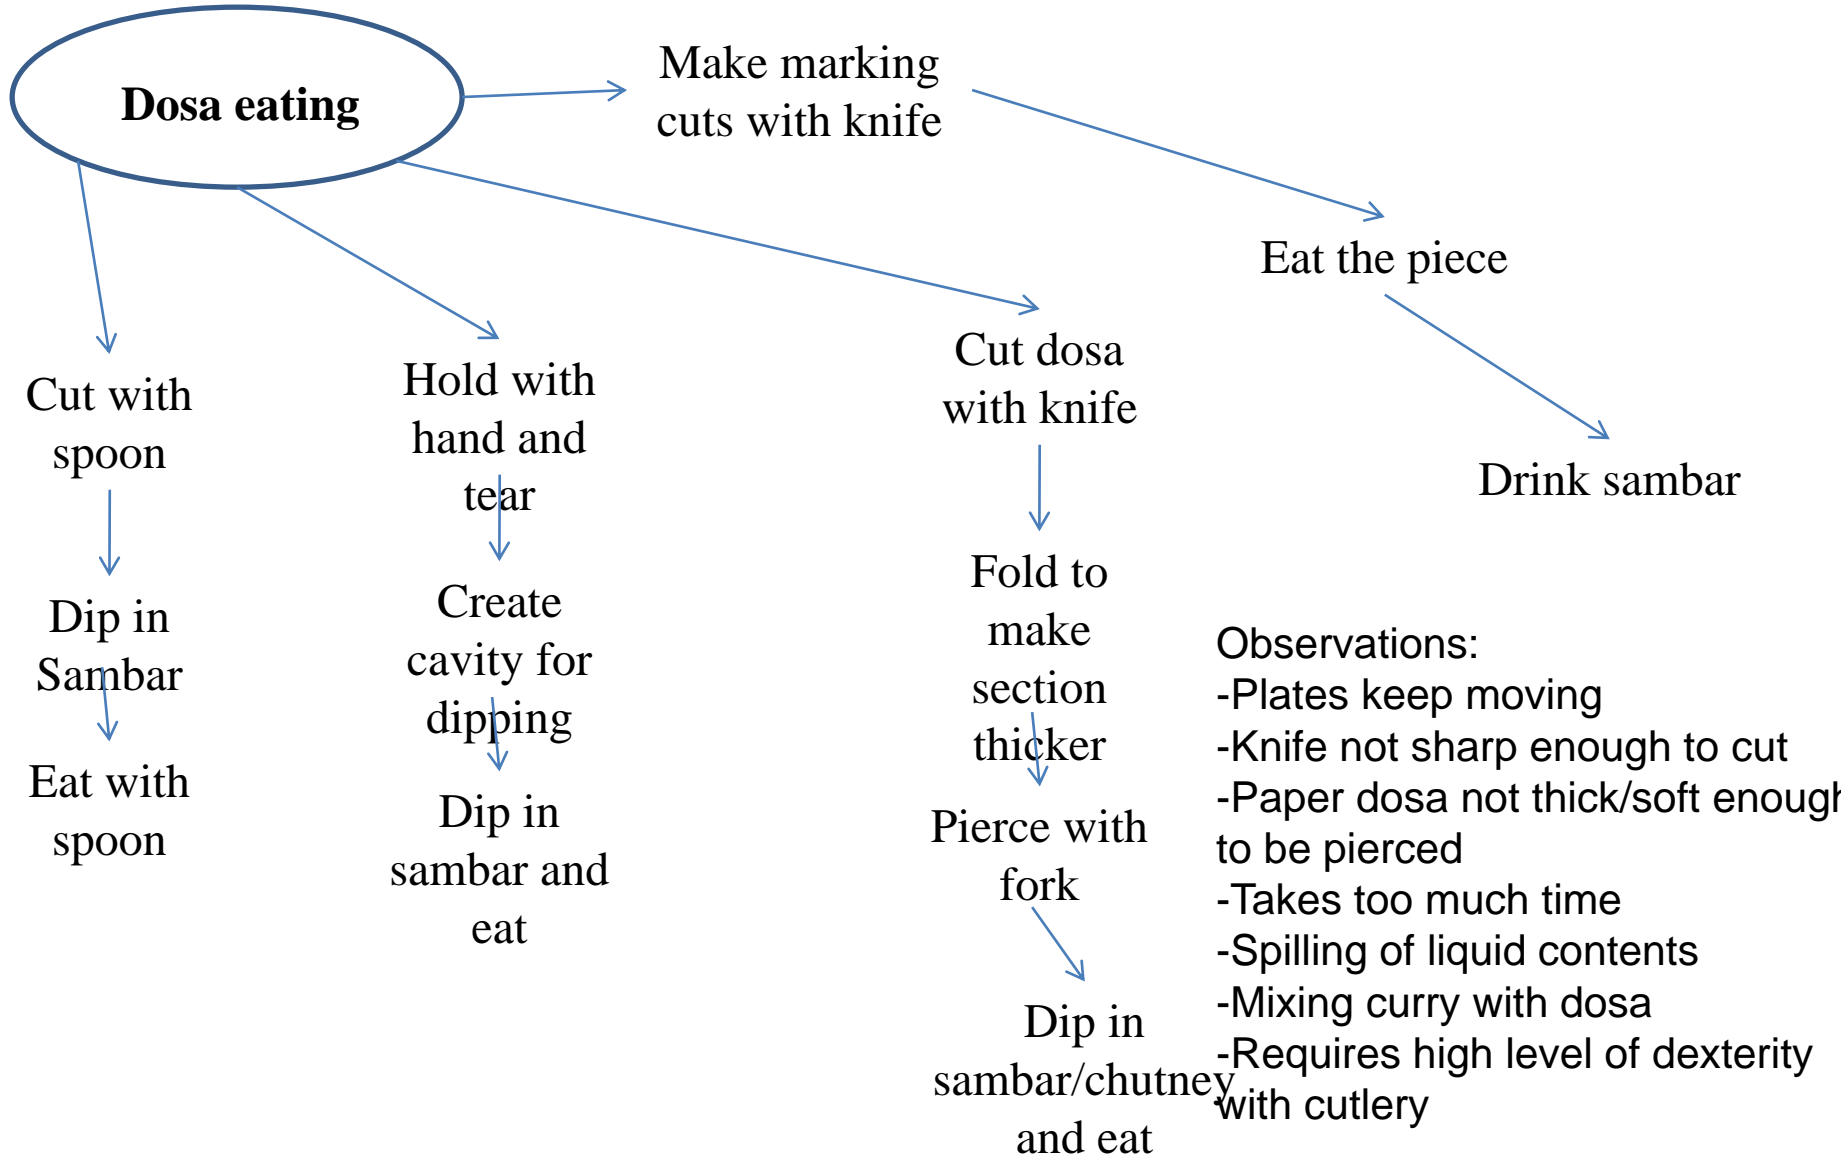 Dosa eating
Make marking
cuts with knife
Eat the piece
Drink sambar
Cut with
spoon
Dip in
Sambar
Eat with
spoon
Hold with
hand and
tear
Create
cavity for
dipping
Dip in
sambar and
eat
Cut dosa
with knife
Fold to
make
section
thicker
Pierce with
fork
Dip in
sambar/chutney
and eat
Observations:
-Plates keep moving
-Knife not sharp enough to cut
-Paper dosa not thick/soft enough
to be pierced
-Takes too much time
-Spilling of liquid contents
-Mixing curry with dosa
-Requires high level of dexterity
with cutlery